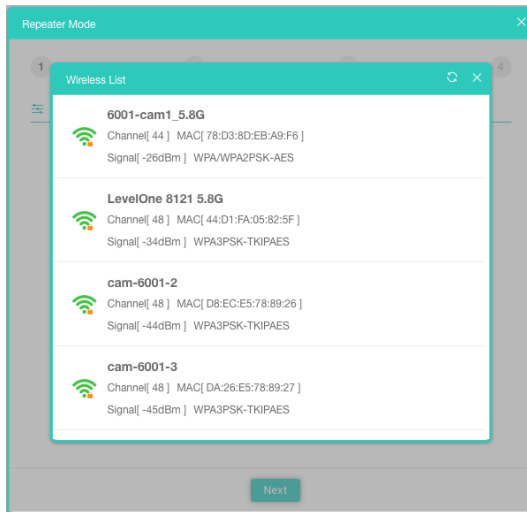 Repeater Mode
1
4
Wireless List
6001-cam1_5.8G
Channel[ 44 ] MAC[ 78:D3:8D:EB:A9:F6 ]
Signal[ -26dBm ] WPA/WPA2PSK-AES
LevelOne 8121 5.8G
Channel[ 48 ] MAC[ 44:D1:FA:05:82:5F ]
Signal[ -34dBm ] WPA3PSK-TKIPAES
cam-6001-2
Channel[ 48 ] MAC[ D8:EC:E5:78:89:26 ]
Signal[ -44dBm ] WPA3PSK-TKIPAES
cam-6001-3
Channel[ 48 ] MAC[ DA:26:E5:78:89:27 ]
Signal[ -45dBm ] WPA3PSK-TKIPAES
Next